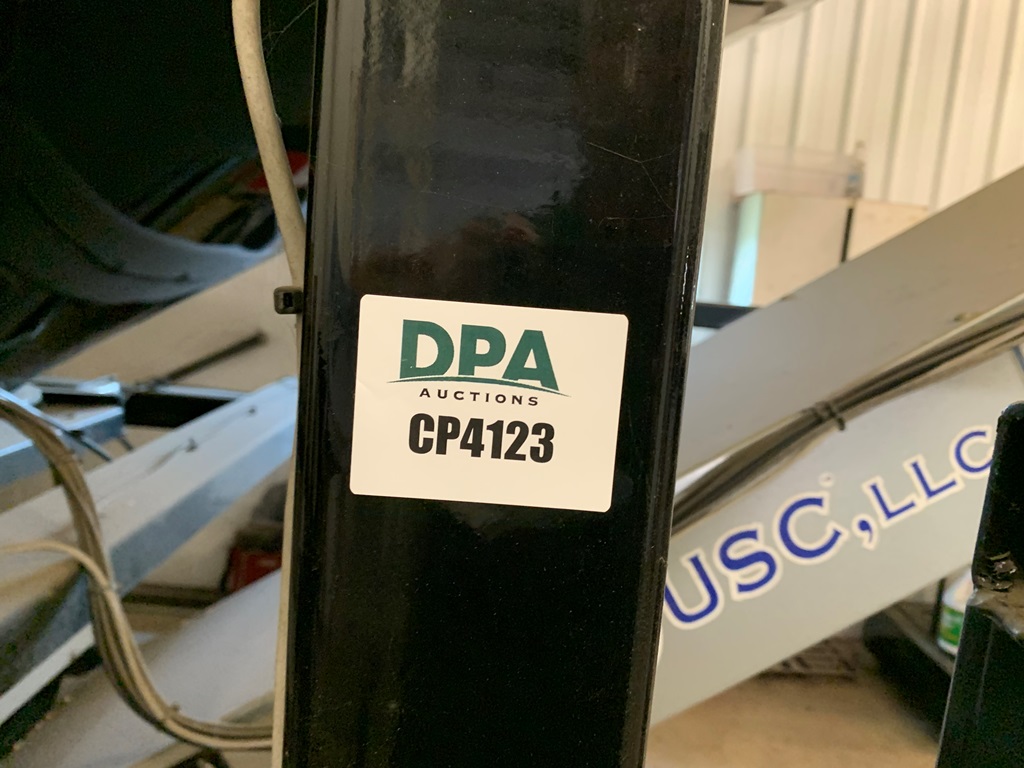 DPA
AUCTIONS
CP4123
USC, LLC